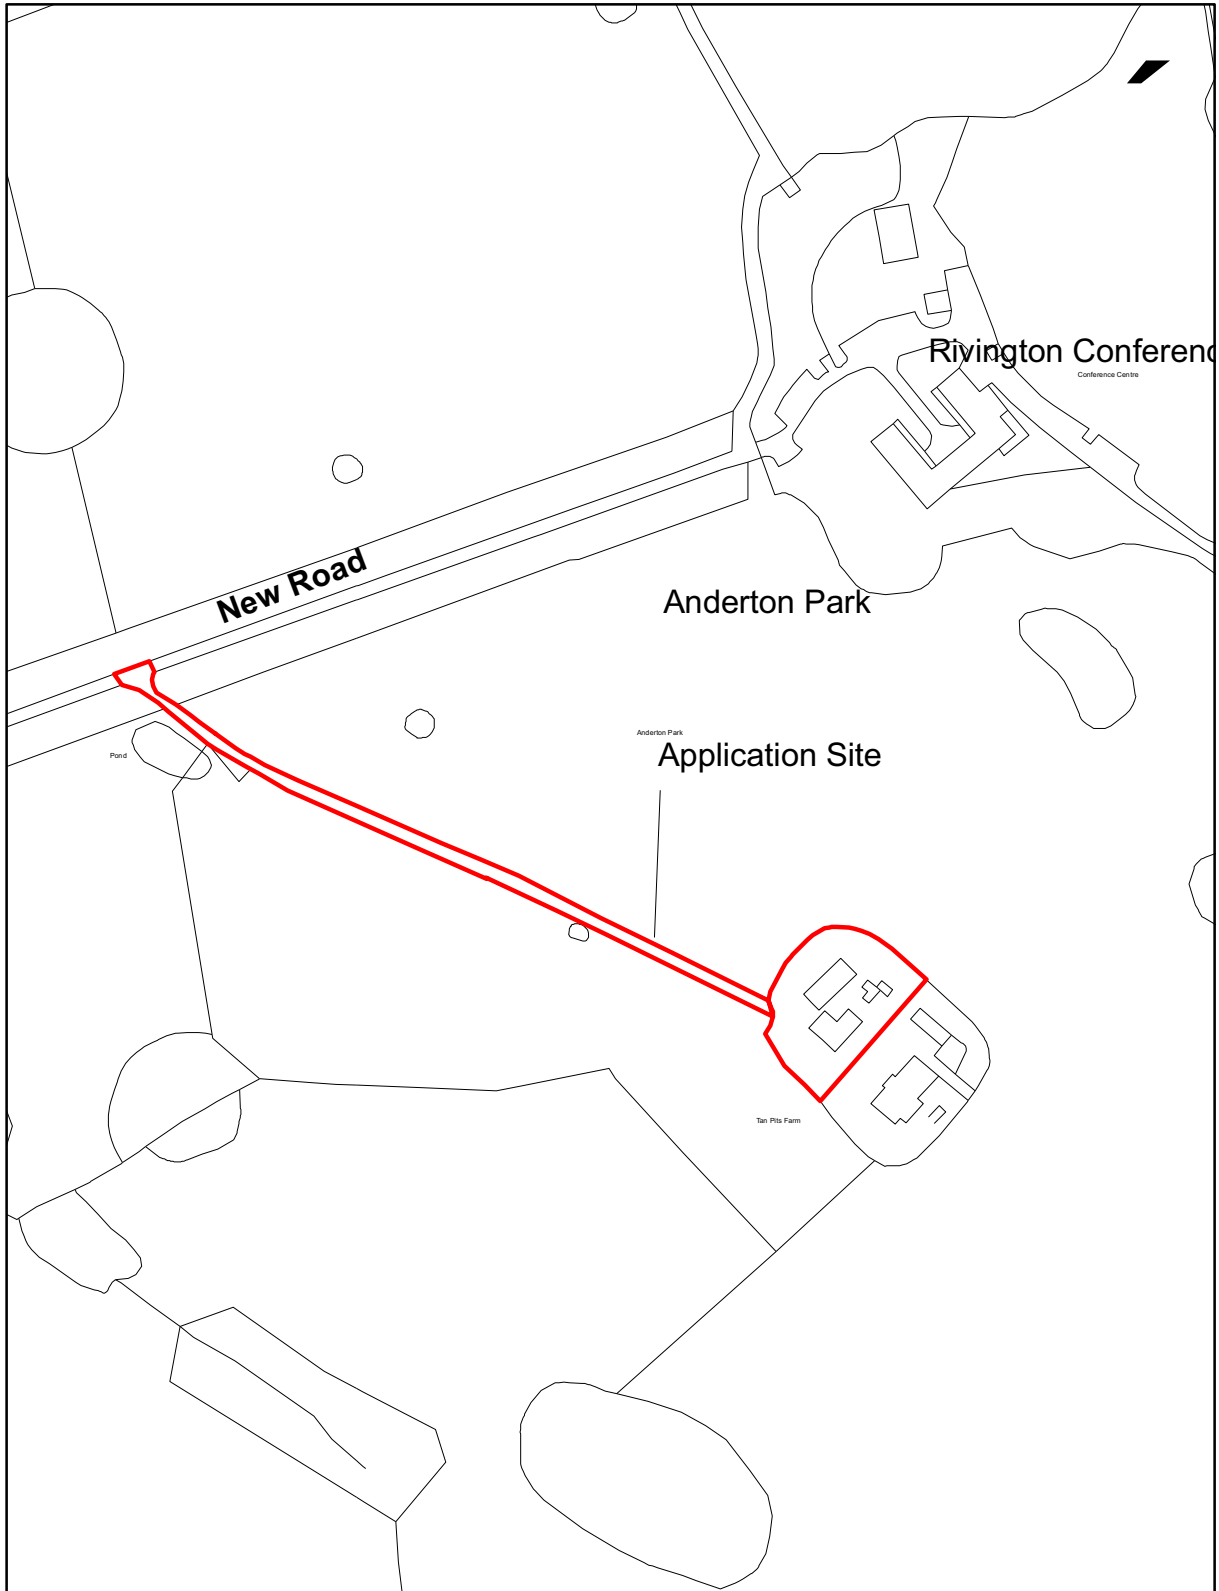 Rivington Conferenc
Conference Centre
New Road
Anderton Park
Anderton Park
Application Site
Pond
Tan Pits Farm